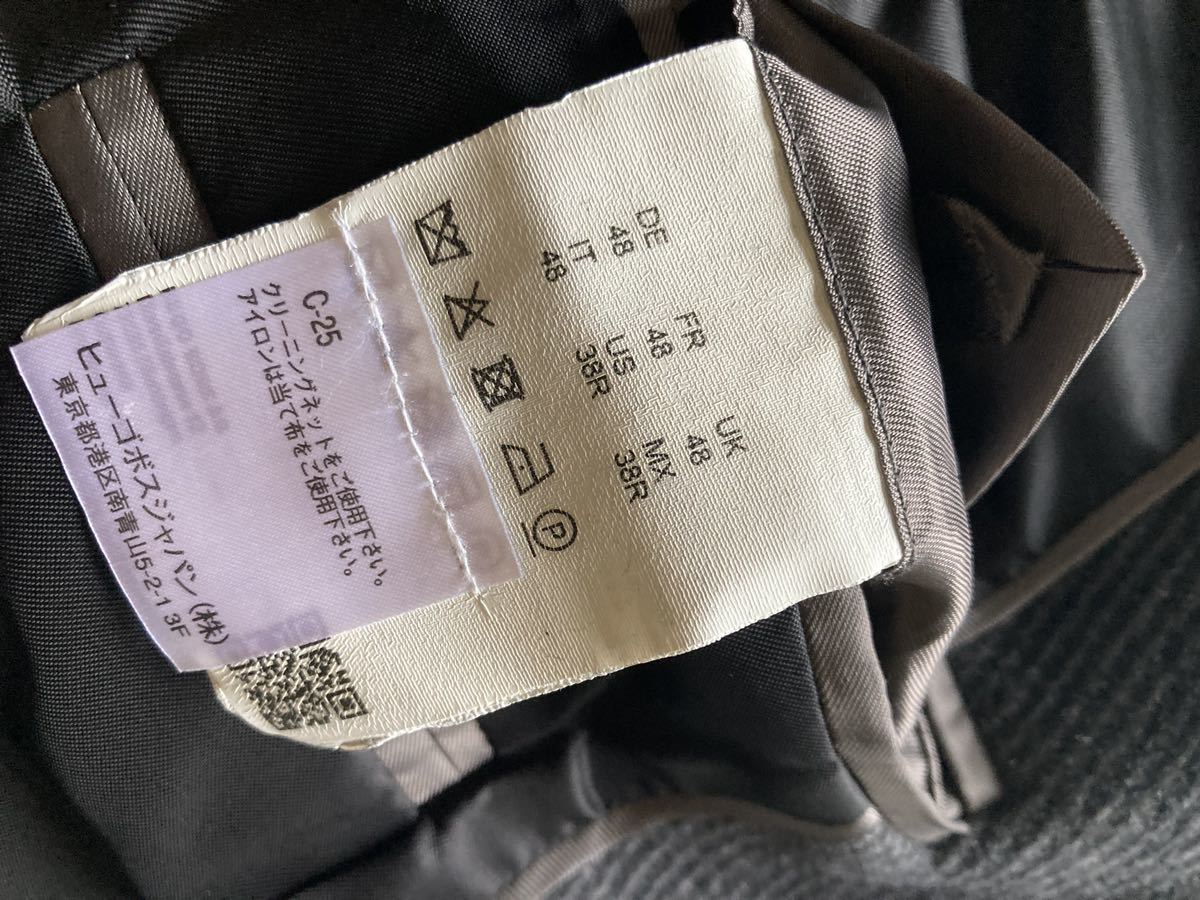 DE
48
IT
48
FR
48
US
38R
UK
48
MX
38R
P
C-25
クリーニングネットをご使用下さい。
アイロンは当て布をご使用下さい。
ヒューゴボスジャパン(株)
東京都港区南青山5-2-1 3F